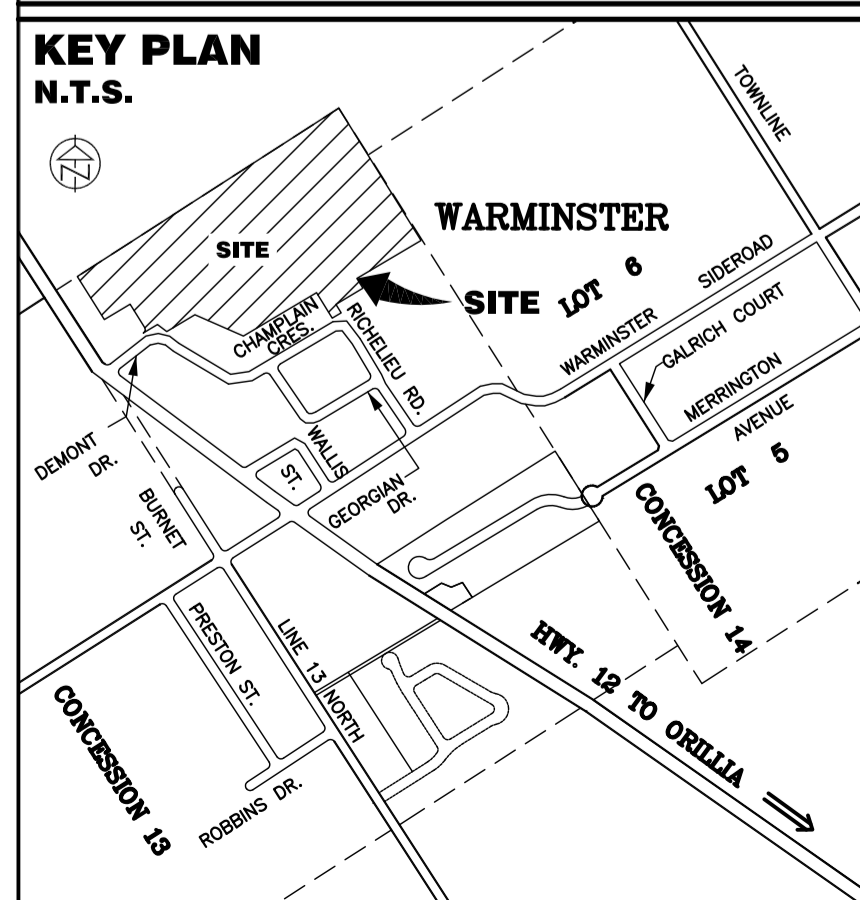 KEY PLAN
N.T.S.
N
TOWNLINE
WARMINSTER
SITE
SITE
LOT 6
SIDEROAD
WARMINSTER
CHAMPLAIN
CRES.
RICHELIEU RD.
GALRICH COURT
MERRINGTON
AVENUE
DEMONT
DR.
WALLIS
ST.
BURNET
ST.
GEORGIAN
DR.
LOT 5
CONCESSION 14
PRESTON ST.
LINE 13 NORTH
HWY. 12 TO ORILLIA
CONCESSION 13
ROBBINS DR.